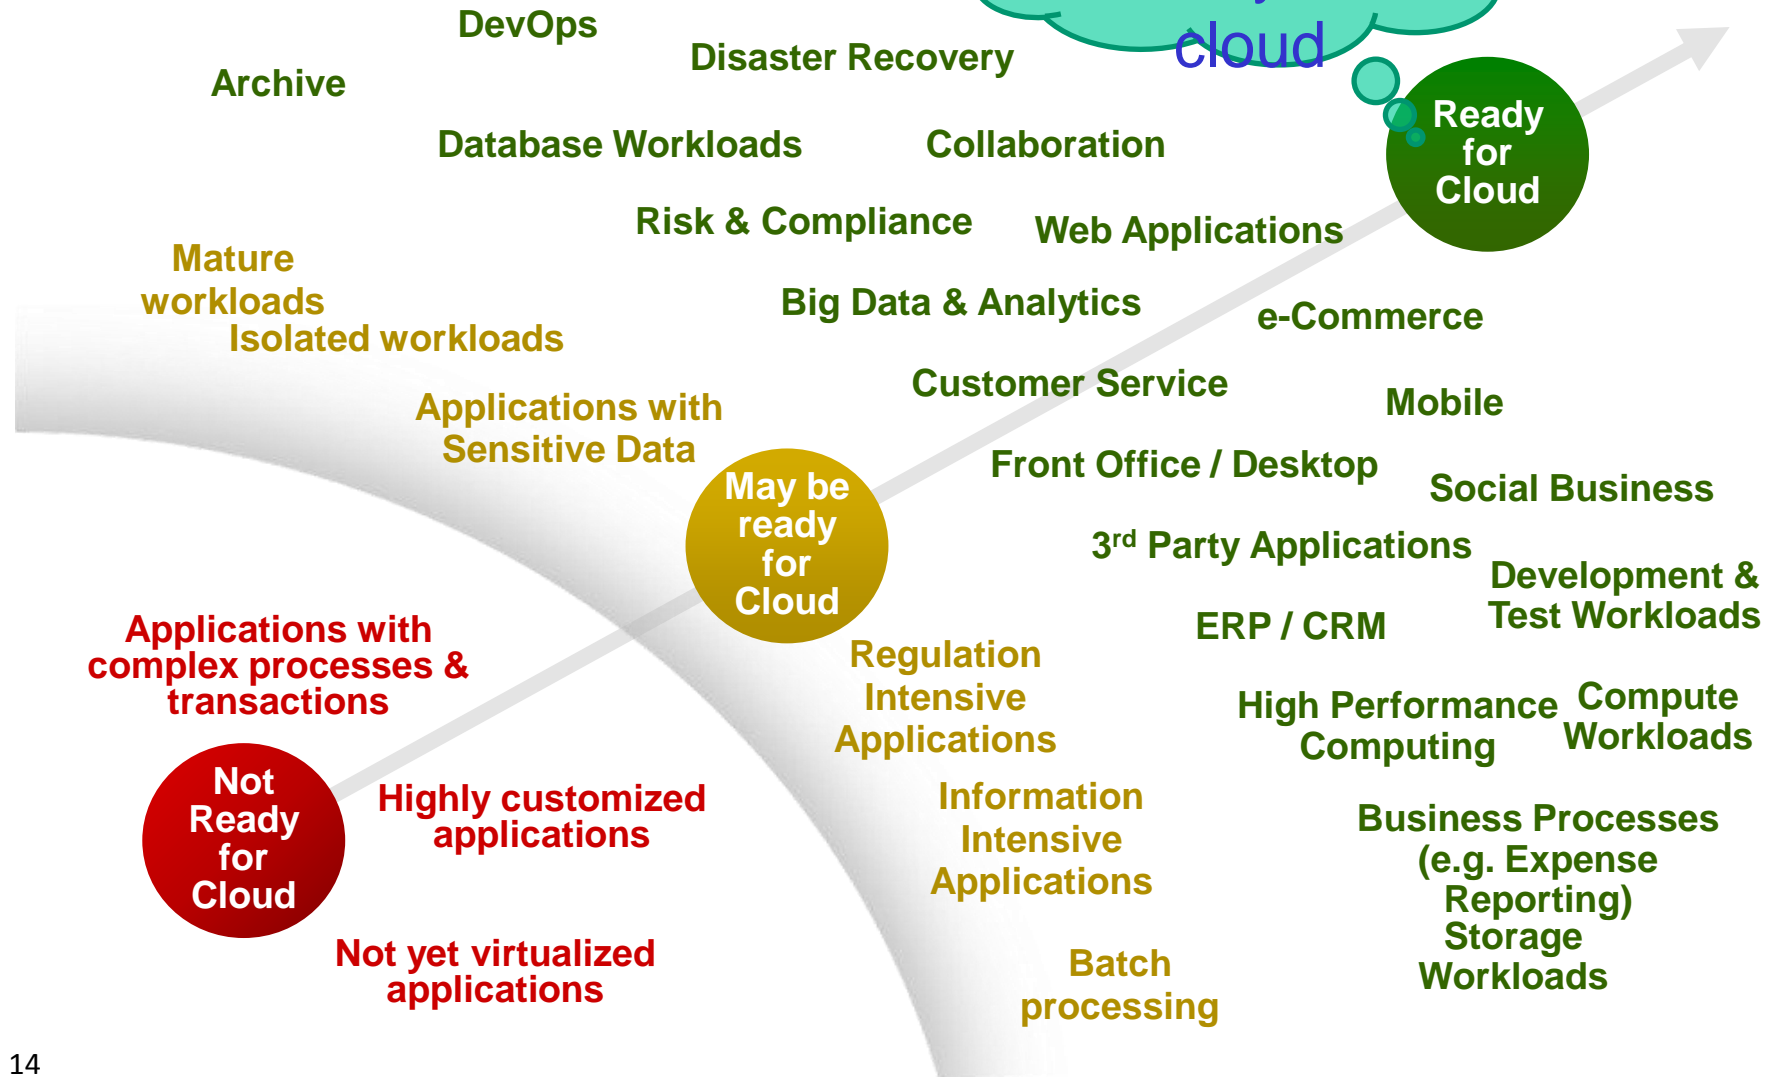 cloud
DevOps
Disaster Recovery
Archive
Ready
for
Cloud
Database Workloads
Collaboration
Risk & Compliance
Web Applications
Mature
workloads
Isolated workloads
Big Data & Analytics
e-Commerce
Customer Service
Mobile
Applications with
Sensitive Data
Front Office / Desktop
Social Business
May be
ready
for
Cloud
3rd Party Applications
Development &
Test Workloads
ERP / CRM
Applications with
complex processes &
transactions
Regulation
Intensive
Applications
High Performance
Computing
Compute
Workloads
Not
Ready
for
Cloud
Highly customized
applications
Information
Intensive
Applications
Business Processes
(e.g. Expense
Reporting)
Storage
Workloads
Not yet virtualized
applications
Batch
processing
14